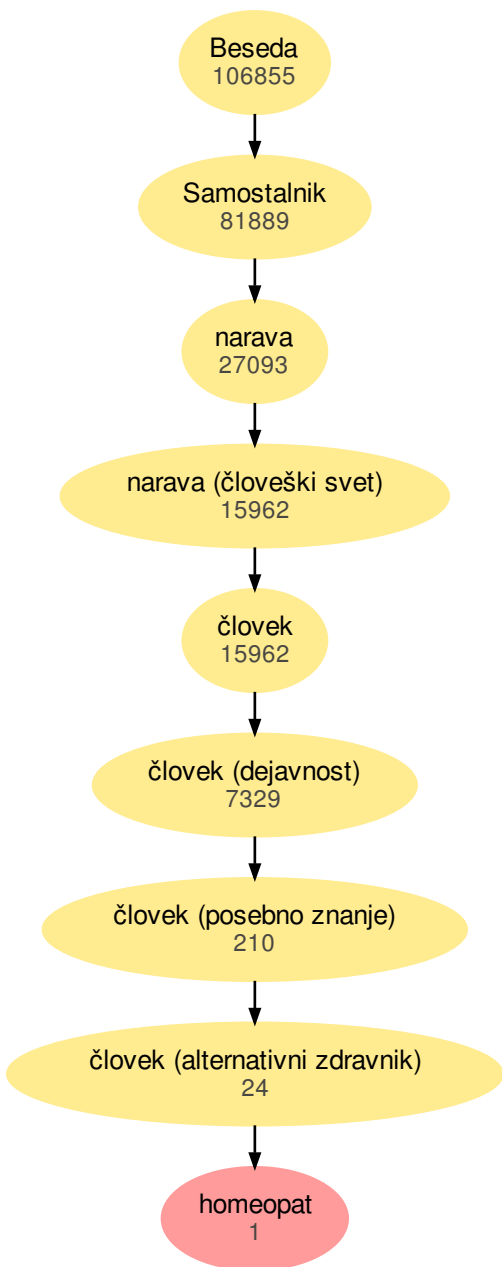 Beseda
106855
Samostalnik
81889
narava
27093
narava (človeški svet)
15962
človek
15962
človek (dejavnost)
7329
človek (posebno znanje)
210
človek (alternativni zdravnik)
24
homeopat
1